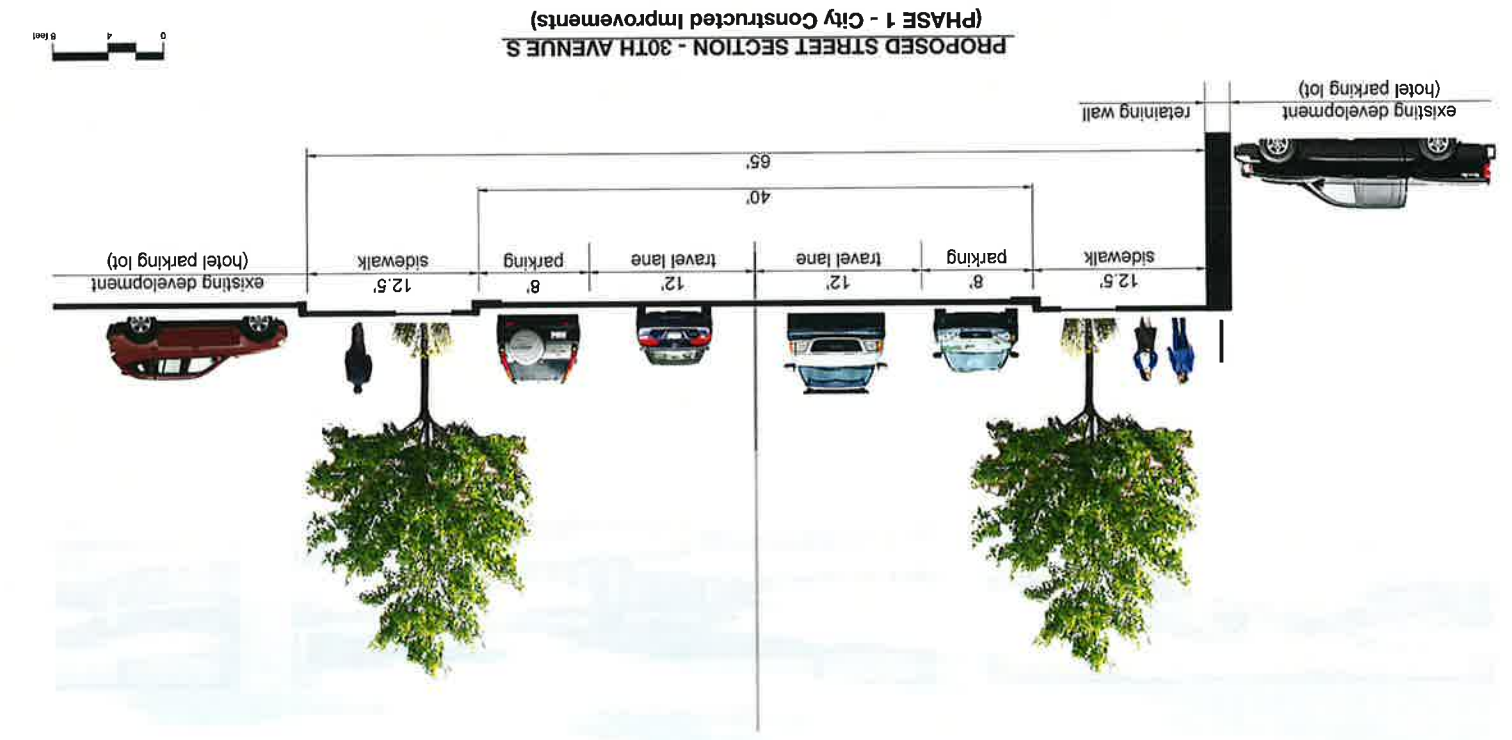 12.5' 8' 12' 12' 8' 12.5' existing development
sidewalk parking travel lane travel lane parking sidewalk (hotel parking lot)
40'
65'
existing development retaining wall
(hotel parking lot)
PROPOSED STREET SECTION - 30TH AVENUE S
(PHASE 1 - City Constructed Improvements)
0 4 8 feet